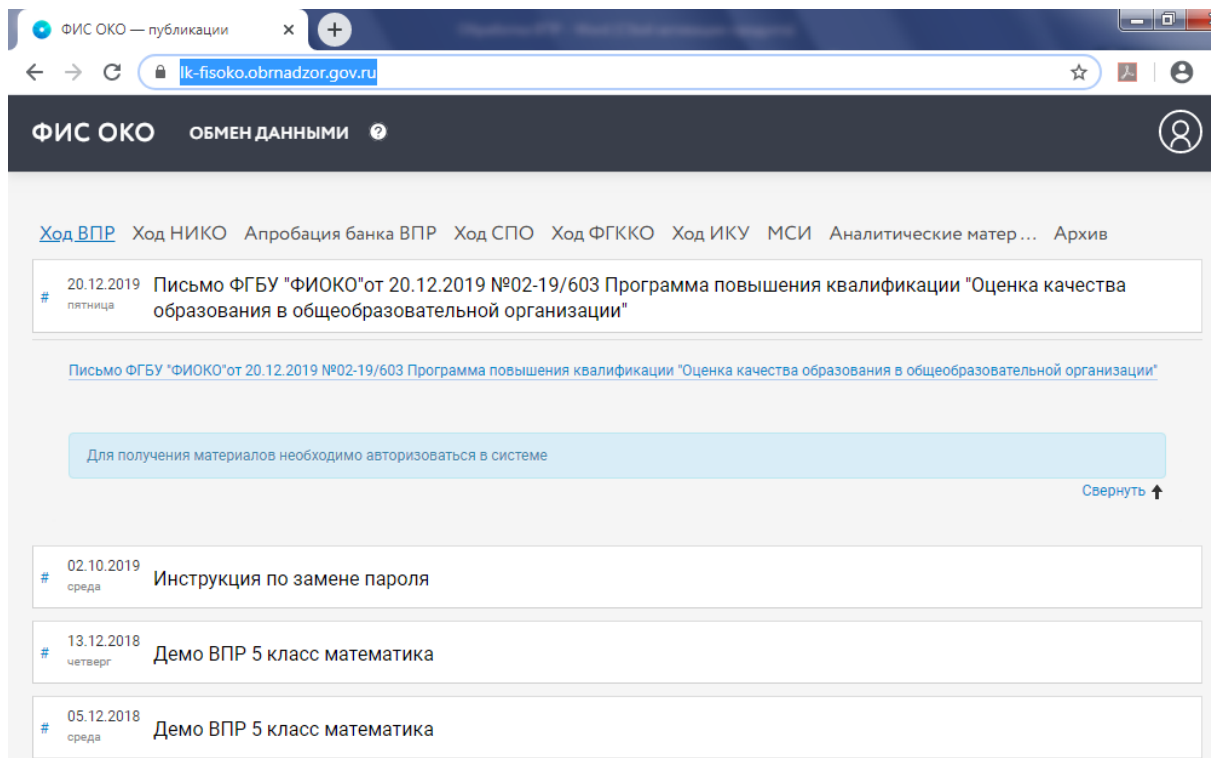 ФИС ОКО — публикации
lk-fisoko.obrnadzor.gov.ru
ФИС ОКО ОБМЕН ДАННЫМИ ?
Ход ВПР Ход НИКО Апробация банка ВПР Ход СПО Ход ФГККО Ход ИКУ МСИ Аналитические матер ... Архив
# 20.12.2019 Письмо ФГБУ "ФИОКО"от 20.12.2019 №02-19/603 Программа повышения квалификации "Оценка качества
пятница образования в общеобразовательной организации"
Письмо ФГБУ "ФИОКО"от 20.12.2019 №02-19/603 Программа повышения квалификации "Оценка качества образования в общеобразовательной организации"
Для получения материалов необходимо авторизоваться в системе
Свернуть
# 02.10.2019 Инструкция по замене пароля
среда
# 13.12.2018 Демо ВПР 5 класс математика
четверг
# 05.12.2018 Демо ВПР 5 класс математика
среда